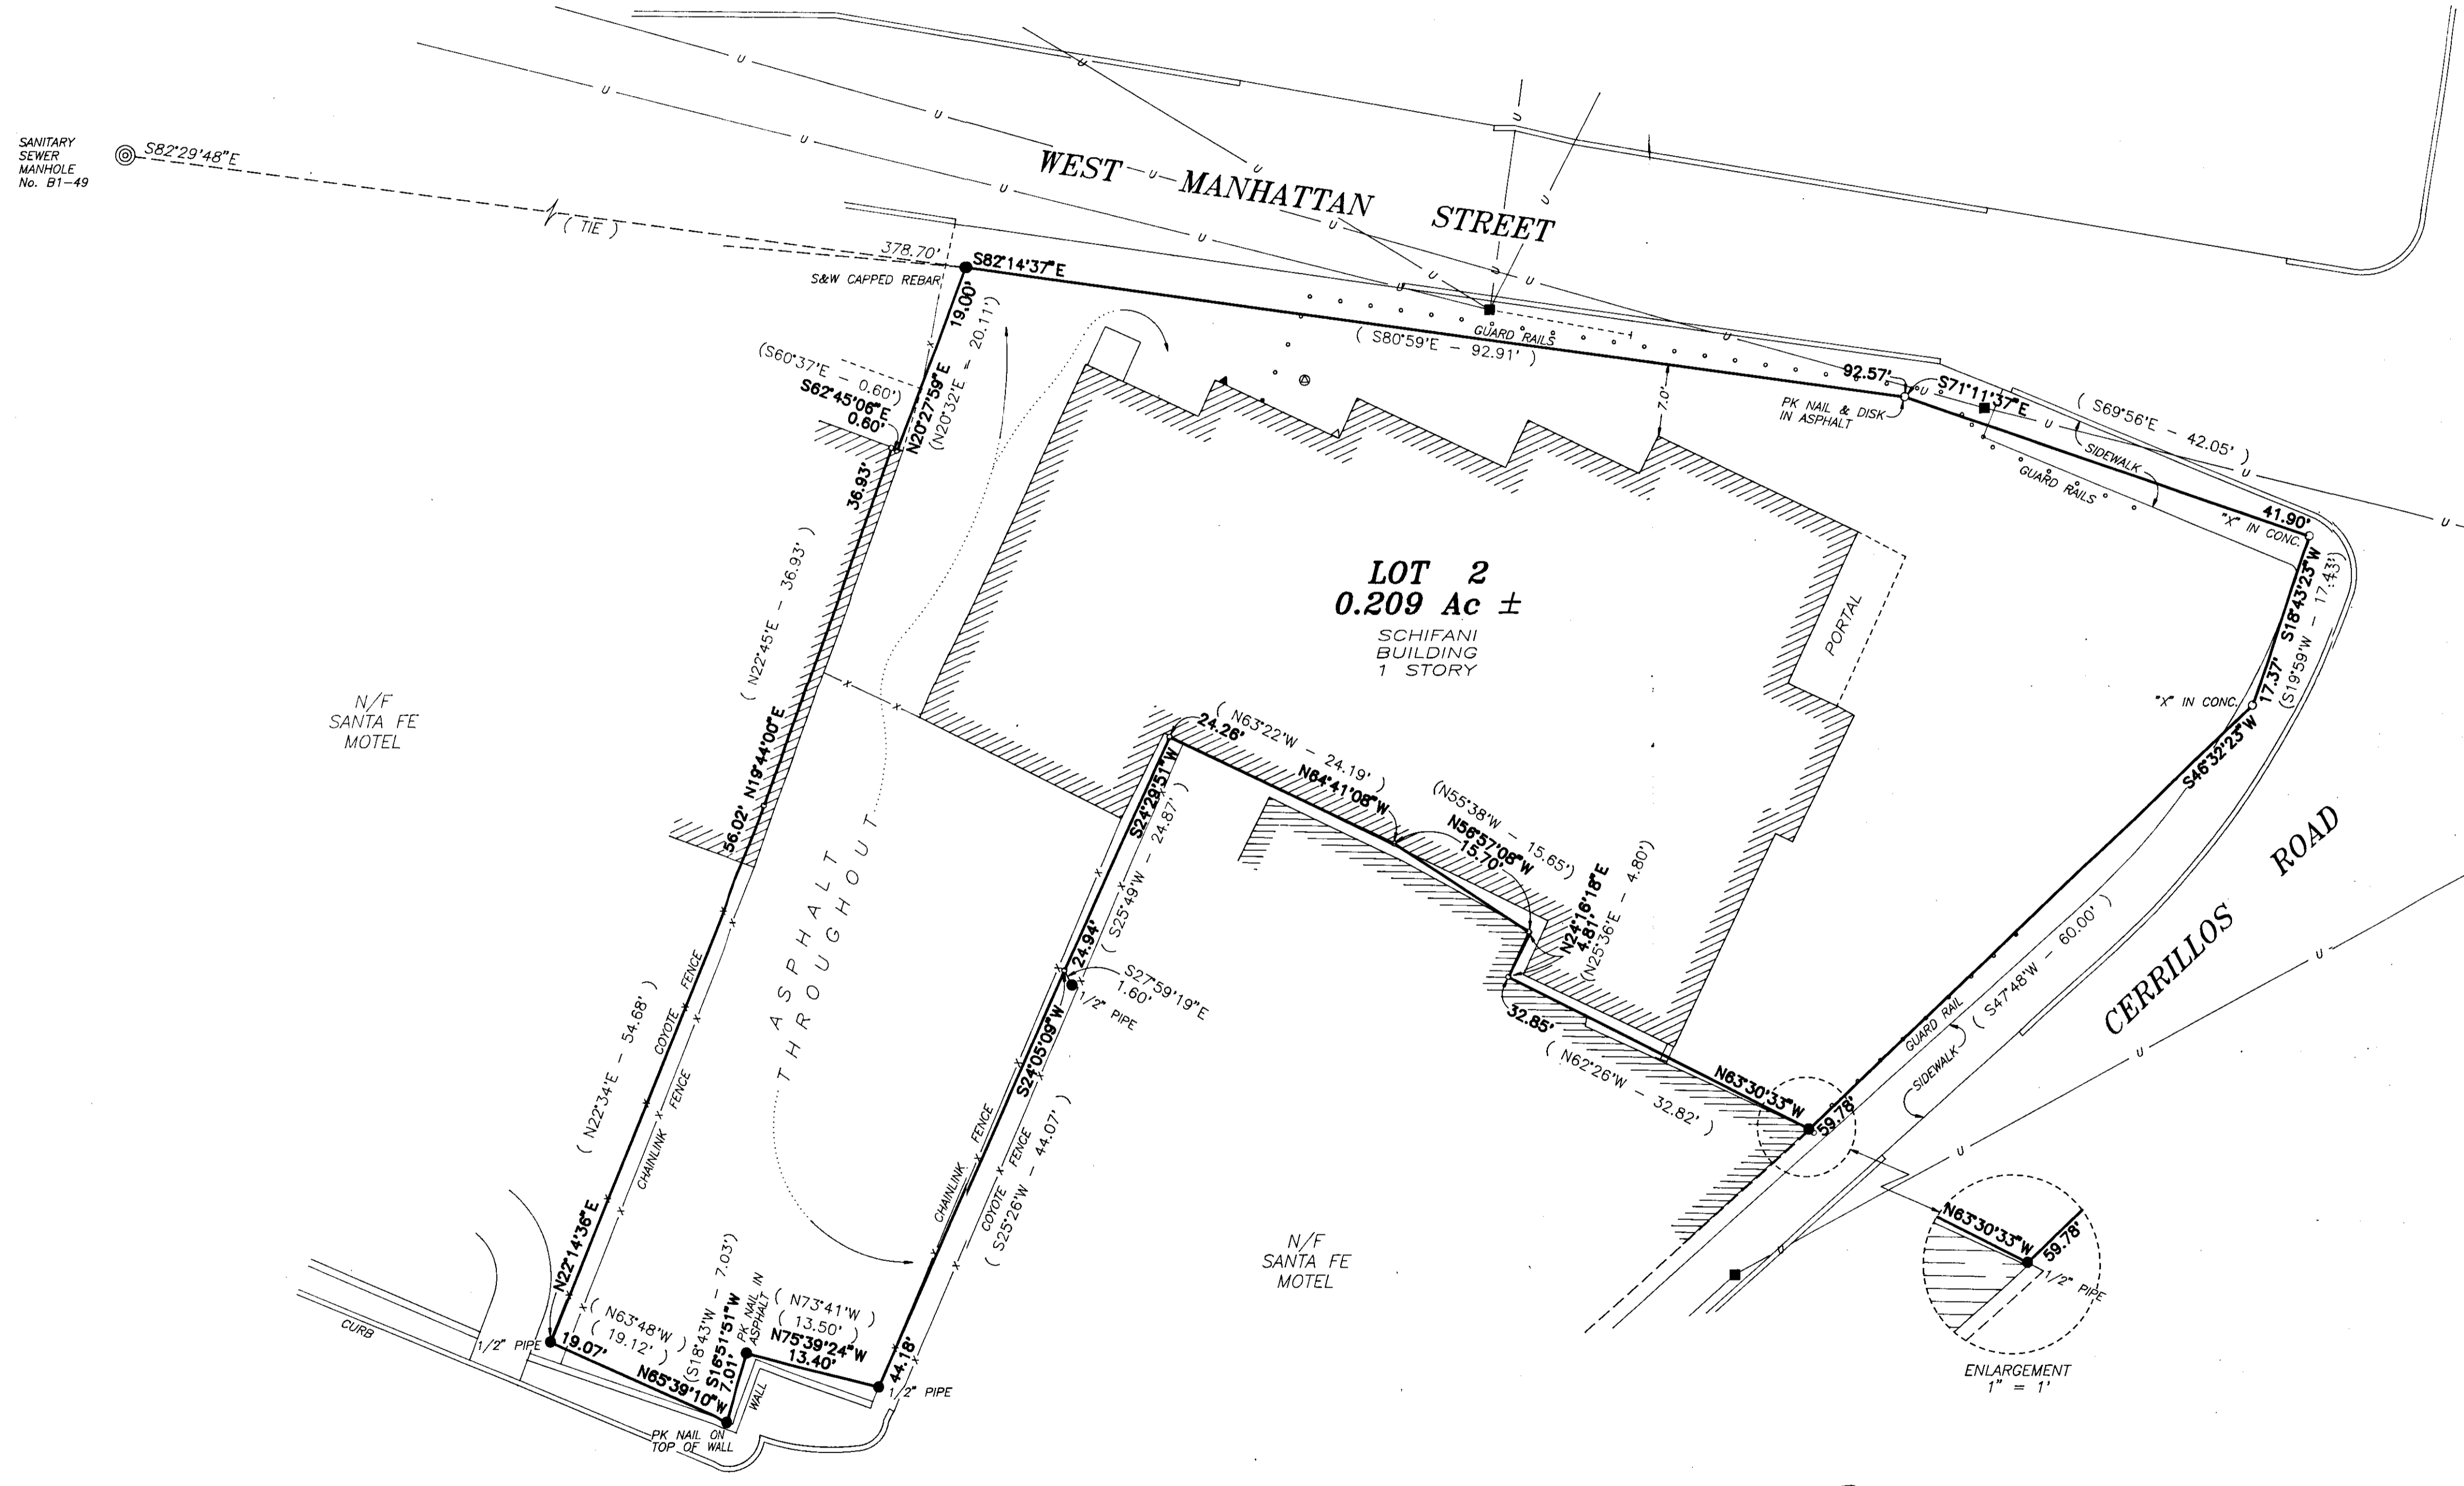 SANITARY
SEWER
MANHOLE
No. B1-49
S82°29'48"E
( TIE )
378.70'
S&W CAPPED REBAR
WEST MANHATTAN STREET
S82°14'37"E
19.00'
N20°27'59"E
(N20°32'E = 20.11')
(S60°37'E - 0.60')
S62°45'06"E
0.60'
( S80°59'E - 92.91' )
GUARD RAILS
7.0'
92.57'
PK NAIL & DISK
IN ASPHALT
S71°11'37"E
( S69°56'E - 42.05' )
SIDEWALK
GUARD RAILS
41.90'
"X" IN CONC.
S18°43'23"W
17.37'
(S19°59'W - 17.43')
"X" IN CONC.
S46°32'23"W
36.93'
( N22°45'E - 36.93' )
N19°44'00"E
56.02'
LOT 2
0.209 Ac ±
SCHIFANI
BUILDING
1 STORY
PORTAL
N/F
SANTA FE
MOTEL
24.26'
( N63°22'W - 24.19' )
N64°41'08"W
(N55°38'W - 15.65')
N56°57'08"W
15.70'
N24°16'18"E
4.81'
(N25°36'E - 4.80')
S24°29'51"W
24.94'
( S25°49'W - 24.87' )
S27°59'19"E
1.60'
1/2" PIPE
32.85'
( N62°26'W - 32.82' )
N63°30'33"W
59.78'
GUARD RAIL
SIDEWALK
( S47°48'W - 60.00' )
CERRILLOS ROAD
ASPHALT
THROUGHOUT
COYOTE FENCE
CHAINLINK FENCE
( N22°34'E - 54.68' )
N22°14'36"E
S24°05'09"W
CHAINLINK FENCE
COYOTE FENCE
( S25°26'W - 44.07' )
44.18'
1/2" PIPE
CURB
1/2" PIPE
19.07'
( N63°48'W )
( 19.12' )
N65°39'10"W
(S18°43'W - 7.03')
S16°51'51"W
7.01'
PK NAIL IN
ASPHALT
( N73°41'W )
( 13.50' )
N75°39'24"W
13.40'
WALL
PK NAIL ON
TOP OF WALL
N/F
SANTA FE
MOTEL
N63°30'33"W
59.78'
1/2" PIPE
ENLARGEMENT
1" = 1'